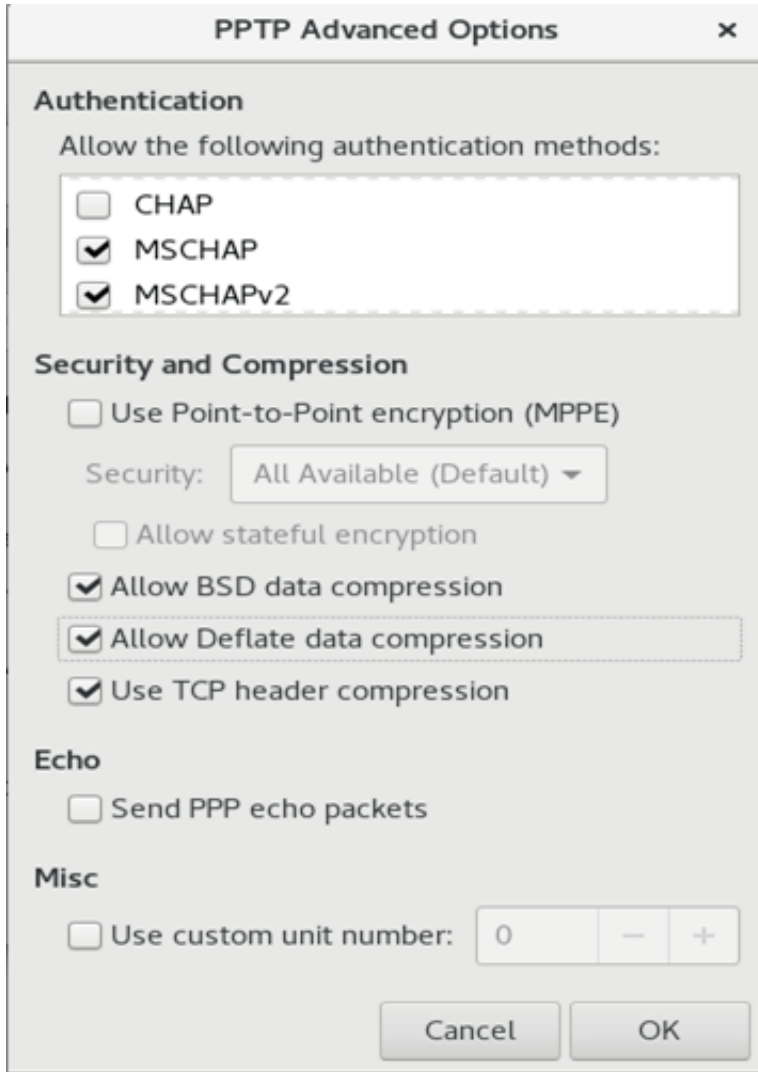 PPTP Advanced Options ×
Authentication
Allow the following authentication methods:
CHAP
MSCHAP
MSCHAPv2
Security and Compression
Use Point-to-Point encryption (MPPE)
Security: All Available (Default)
Allow stateful encryption
Allow BSD data compression
Allow Deflate data compression
Use TCP header compression
Echo
Send PPP echo packets
Misc
Use custom unit number: 0 − +
Cancel OK